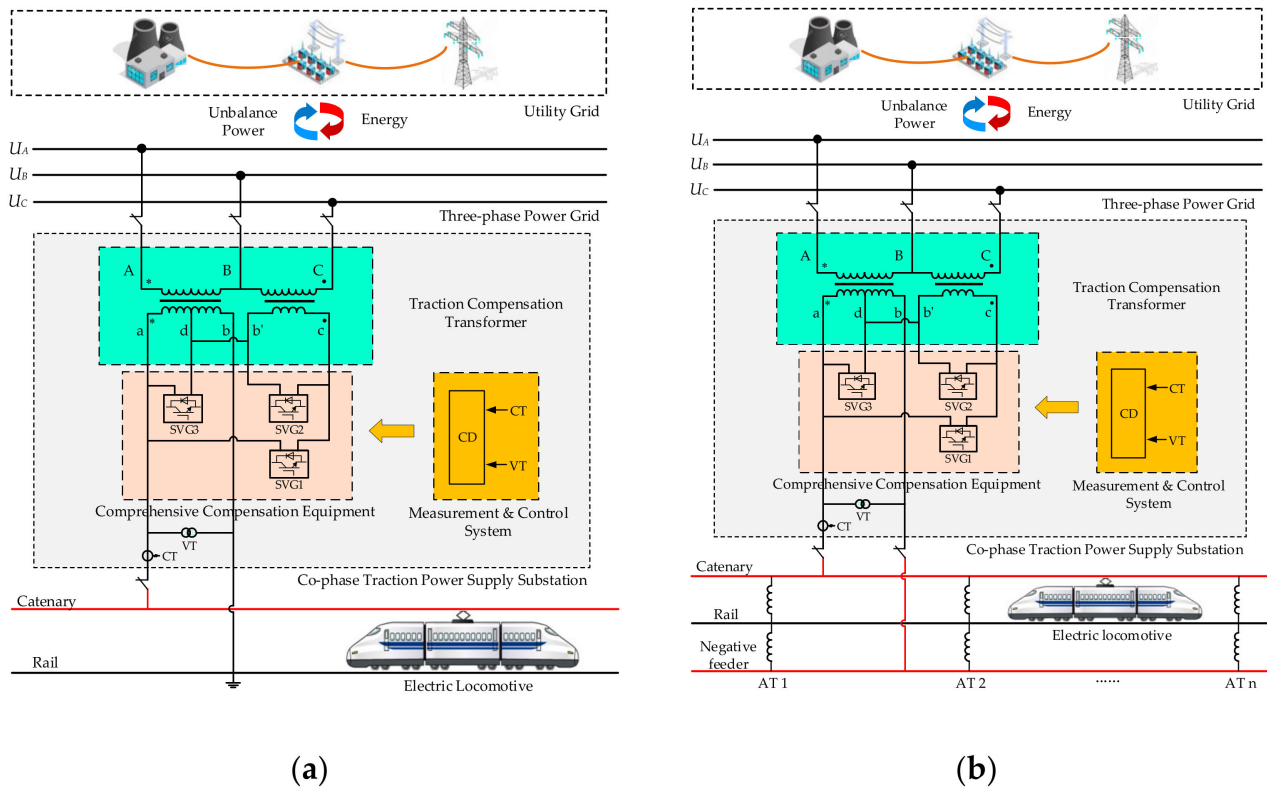 Utility Grid
Unbalance
Power
Energy
UA
UB
UC
Three-phase Power Grid
A
B
C
*
*
a
d
b
b'
c
Traction Compensation
Transformer
SVG3
SVG2
SVG1
CD
CT
VT
Comprehensive Compensation Equipment
Measurement & Control
System
VT
CT
Co-phase Traction Power Supply Substation
Catenary
Rail
Electric Locomotive
(a)
Utility Grid
Unbalance
Power
Energy
UA
UB
UC
Three-phase Power Grid
A
B
C
*
*
a
d
b
b'
c
Traction Compensation
Transformer
SVG3
SVG2
SVG1
CD
CT
VT
Comprehensive Compensation Equipment
Measurement & Control
System
VT
CT
Co-phase Traction Power Supply Substation
Catenary
Rail
Electric locomotive
Negative
feeder
AT 1
AT 2
······
AT n
(b)